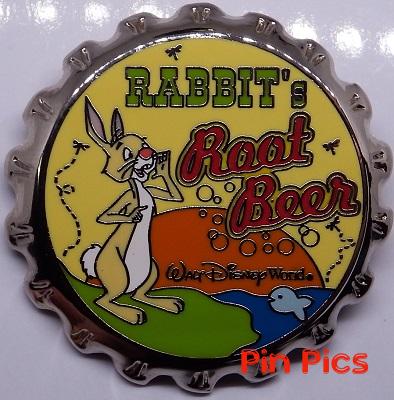 RABBIT's
Root
Beer
Walt Disney World®
Pin Pics